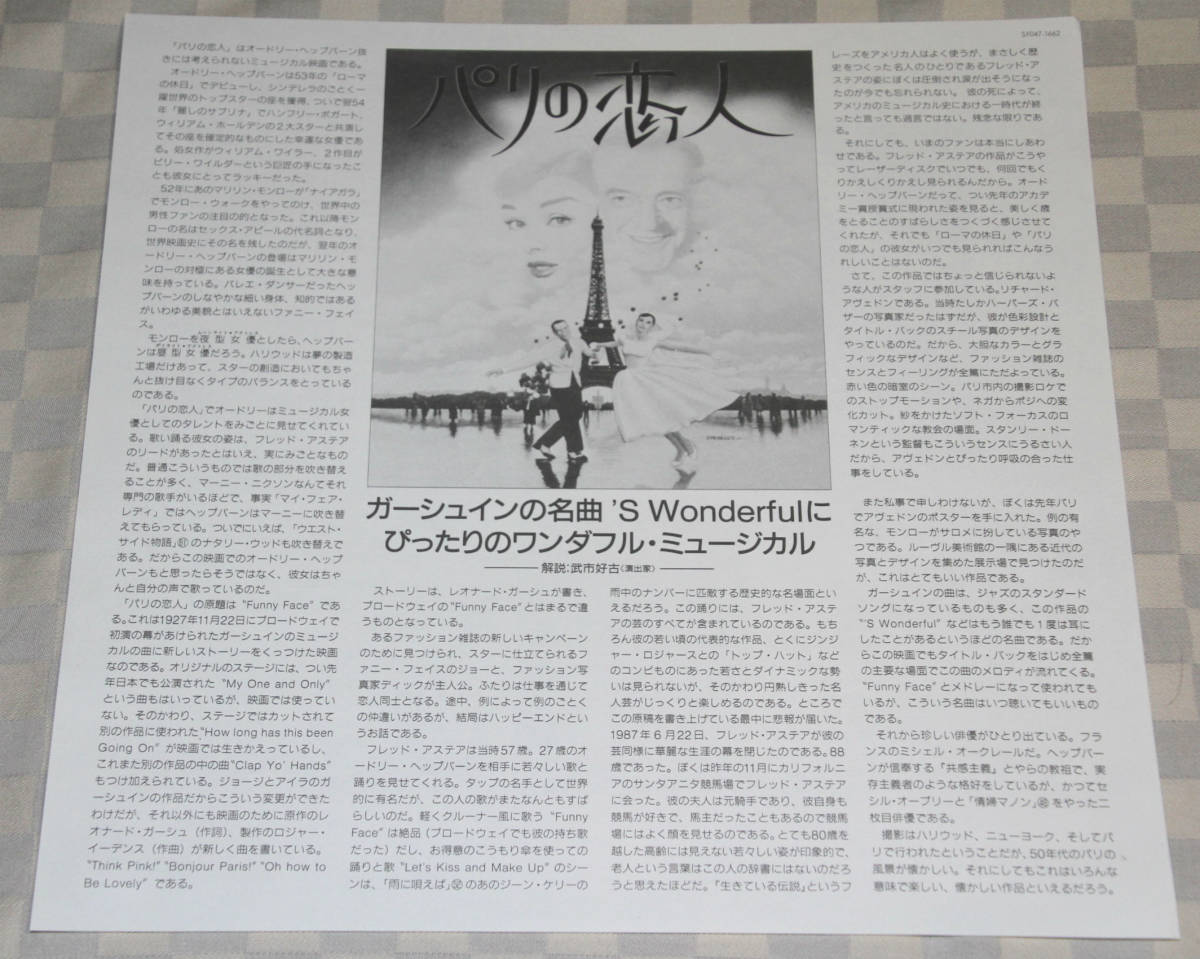 SF047-1662
パリの恋人
「パリの恋人」はオードリー・ヘップバーン抜
きには考えられないミュージカル映画である。
オードリー・ヘップバーンは53年の「ローマ
の休日」でデビューし、シンデレラのごとく一
躍世界のトップスターの座を獲得、ついで翌54
年「麗しのサブリナ」でハンフリー・ボガート、
ウィリアム・ホールデンの2大スターと共演し
てその座を確定的なものにした幸運な女優であ
る。処女作がウィリアム・ワイラー、2作目が
ビリー・ワイルダーという巨匠の手になったこ
とも彼女にとってラッキーだった。
52年にあのマリリン・モンローが「ナイアガラ」
でモンロー・ウォークをやってのけ、世界中の
男性ファンの注目の的となった。これ以降モン
ローの名はセックス・アピールの代名詞となり、
世界映画史にその名を残したのだが、翌年のオ
ードリー・ヘップバーンの登場はマリリン・モ
ンローの対極にある女優の誕生として大きな意
味を持っている。バレエ・ダンサーだったヘッ
プバーンのしなやかな細い身体、知的ではある
がいわゆる美貌とはいえないファニー・フェイ
ス。
モンローを夜型女優としたら、ヘップバー
ンは昼型女優だろう。ハリウッドは夢の製造
工場だけあって、スターの創造においてもちゃ
んと抜け目なくタイプのバランスをとっている
のである。
「パリの恋人」でオードリーはミュージカル女
優としてのタレントをみごとに見せてくれてい
る。歌い踊る彼女の姿は、フレッド・アステア
のリードがあったとはいえ、実にみごとなもの
だ。普通こういうものでは歌の部分を吹き替え
ることが多く、マーニー・ニクソンなんてそれ
専門の歌手がいるほどで、事実「マイ・フェア・
レディ」ではヘップバーンはマーニーに吹き替
えてもらっている。ついでにいえば、「ウエスト・
サイド物語」㊶のナタリー・ウッドも吹き替えで
ある。だからこの映画でのオードリー・ヘップ
バーンもと思ったらそうではなく、彼女はちゃ
んと自分の声で歌っているのだ。
「パリの恋人」の原題は “Funny Face” であ
る。これは1927年11月22日にブロードウェイで
初演の幕があけられたガーシュインのミュージ
カルの曲に新しいストーリーをくっつけた映画
なのである。オリジナルのステージには、つい先
年日本でも公演された “My One and Only”
という曲もはいっているが、映画では使ってい
ない。そのかわり、ステージではカットされて
別の作品に使われた“How long has this been
Going On” が映画では生きかえっているし、
これまた別の作品の中の曲“Clap Yo' Hands”
もつけ加えられている。ジョージとアイラのガ
ーシュインの作品だからこういう変更ができた
わけだが、それ以外にも映画のために原作のレ
オナード・ガーシュ(作詞)、製作のロジャー・
イーデンス(作曲)が新しく曲を書いている。
“Think Pink!” “Bonjour Paris!” “Oh how to
Be Lovely” である。
ガーシュインの名曲 'S Wonderfulに
ぴったりのワンダフル・ミュージカル
解説:武市好古(演出家)
ストーリーは、レオナード・ガーシュが書き、
ブロードウェイの“Funny Face”とはまるで違
うものとなっている。
あるファッション雑誌の新しいキャンペーン
のために見つけられ、スターに仕立てられるフ
ァニー・フェイスのジョーと、ファッション写
真家ディックが主人公。ふたりは仕事を通じて
恋人同士となる。途中、例によって例のごとく
の仲違いがあるが、結局はハッピーエンドとい
うお話である。
フレッド・アステアは当時57歳。27歳のオ
ードリー・ヘップバーンを相手に若々しい歌と
踊りを見せてくれる。タップの名手として世界
的に有名だが、この人の歌がまたなんともすば
らしいのだ。軽くクルーナー風に歌う “Funny
Face” は絶品(ブロードウェイでも彼の持ち歌
だった)だし、お得意のこうもり傘を使っての
踊りと歌 “Let's Kiss and Make Up” のシー
ンは、「雨に唄えば」㊾のあのジーン・ケリーの
雨中のナンバーに匹敵する歴史的な名場面とい
えるだろう。この踊りには、フレッド・アステ
アの芸のすべてが含まれているのである。もち
ろん彼の若い頃の代表的な作品、とくにジンジ
ャー・ロジャースとの「トップ・ハット」など
のコンビものにあった若さとダイナミックな勢
いは見られないが、そのかわり円熟しきった名
人芸がじっくりと楽しめるのである。ところで
この原稿を書き上げている最中に悲報が届いた。
1987年6月22日、フレッド・アステアが彼の
芸同様に華麗な生涯の幕を閉じたのである。88
歳であった。ぼくは昨年の11月にカリフォルニ
アのサンタアニタ競馬場でフレッド・アステア
に会った。彼の夫人は元騎手であり、彼自身も
競馬が好きで、馬主だったこともあるので競馬
場にはよく顔を見せるのである。とても80歳を
越した高齢には見えない若々しい姿が印象的で、
老人という言葉はこの人の辞書にはないのだろ
うと思えたほどだ。「生きている伝説」というフ
レーズをアメリカ人はよく使うが、まさしく歴
史をつくった名人のひとりであるフレッド・ア
ステアの姿にぼくは圧倒され涙が出そうになっ
たのが今でも忘れられない。彼の死によって、
アメリカのミュージカル史における一時代が終
ったと言っても過言ではない。残念な限りであ
る。
それにしても、いまのファンは本当にしあわ
せである。フレッド・アステアの作品がこうや
ってレーザーディスクでいつでも、何回でもく
りかえしくりかえし見られるんだから。オード
リー・ヘップバーンだって、つい先年のアカデ
ミー賞授賞式に現われた姿を見ると、美しく歳
をとることのすばらしさをつくづく感じさせて
くれたが、それでも「ローマの休日」や「パリ
の恋人」の彼女がいつでも見られればこんなう
れしいことはないのだ。
さて、この作品ではちょっと信じられないよ
うな人がスタッフに参加している。リチャード・
アヴェドンである。当時たしかハーパーズ・バ
ザーの写真家だったはずだが、彼が色彩設計と
タイトル・バックのスチール写真のデザインを
やっているのだ。だから、大胆なカラーとグラ
フィックなデザインなど、ファッション雑誌の
センスとフィーリングが全篇にただよっている。
赤い色の暗室のシーン。パリ市内の撮影ロケで
のストップモーションや、ネガからポジへの変
化カット。紗をかけたソフト・フォーカスのロ
マンティックな教会の場面。スタンリー・ドー
ネンという監督もこういうセンスにうるさい人
だから、アヴェドンとぴったり呼吸の合った仕
事をしている。
また私事で申しわけないが、ぼくは先年パリ
でアヴェドンのポスターを手に入れた。例の有
名な、モンローがサロメに扮している写真のや
つである。ルーヴル美術館の一隅にある近代の
写真とデザインを集めた展示場で見つけたのだ
が、これはとてもいい作品である。
ガーシュインの曲は、ジャズのスタンダード
ソングになっているものも多く、この作品の
“'S Wonderful” などはもう誰でも1度は耳に
したことがあるというほどの名曲である。だか
らこの映画でもタイトル・バックをはじめ全篇
の主要な場面でこの曲のメロディが流れてくる。
“Funny Face” とメドレーになって使われても
いるが、こういう名曲はいつ聴いてもいいもの
である。
それから珍しい俳優がひとり出ている。フラ
ンスのミシェル・オークレールだ。ヘップバー
ンが信奉する『共感主義』とやらの教祖で、実
存主義者のような格好をしているが、かつてセ
シル・オーブリーと「情婦マノン」㊽をやった二
枚目俳優である。
撮影はハリウッド、ニューヨーク、そしてパ
リで行われたということだが、50年代のパリの
風景が懐かしい。それにしてもこれはいろんな
意味で楽しい、懐かしい作品といえるだろう。